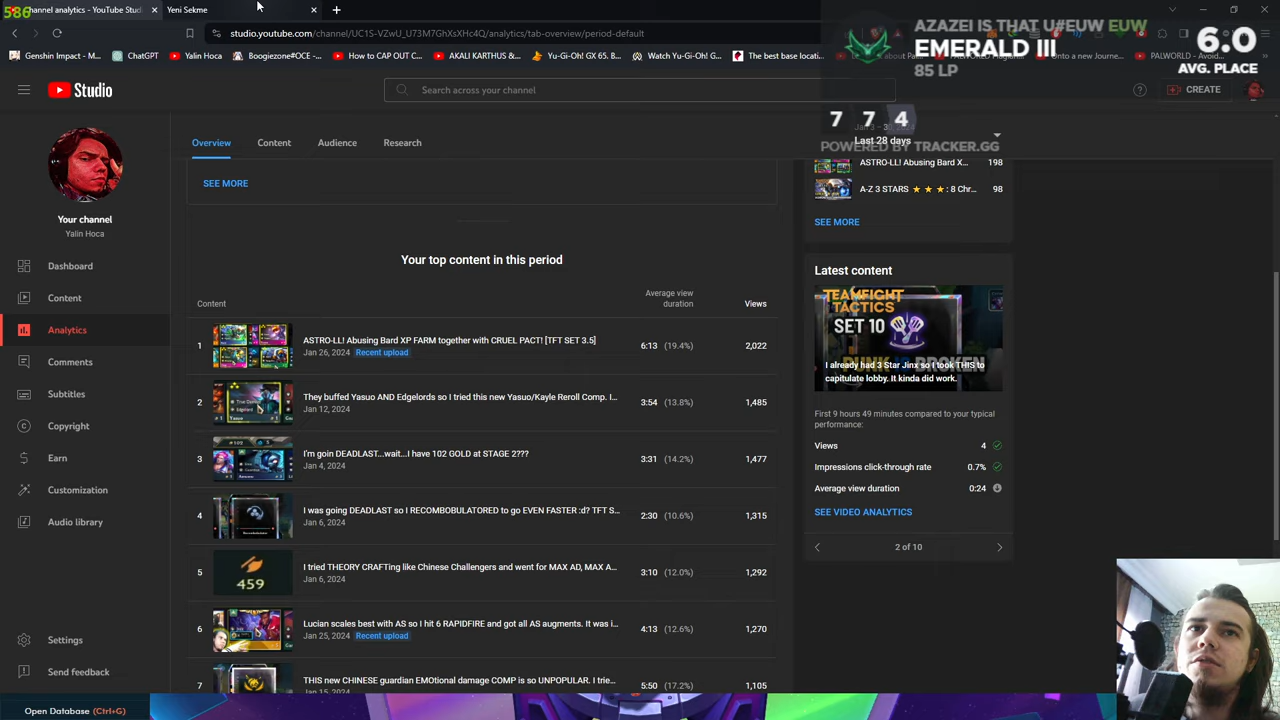 586
Channel analytics - YouTube Stu
Yeni Sekme
studio.youtube.com/channel/UC1S-VZwU_U73M7GhXsXHc4Q/analytics/tab-overview/period-default
AZAZEI IS THAT U#EUW EUW
EMERALD III
85 LP
6.0
AVG. PLACE
7 7 4
POWERED BY TRACKER.GG
Genshin Impact -
ChatGPT
Yalin Hoca
Boogiezone#OCE -...
How to CAP OUT C...
AKALI KARTHUS -...
Yu-Gi-Oh! GX 65. B...
Watch Yu-Gi-Oh! G...
The best base locati...
PALWORLD
Onto a new Journe...
PALWORLD - Avoid
Studio
Search across your channel
CREATE
Your channel
Yalin Hoca
Dashboard
Content
Analytics
Comments
Subtitles
Copyright
Earn
Customization
Audio library
Settings
Send feedback
Open Database (Ctrl+G)
Overview
Content
Audience
Research
Last 28 days
SEE MORE
Your top content in this period
Content
Average view duration
Views
1
ASTRO-LL! Abusing Bard XP FARM together with CRUEL PACT! [TFT SET 3.5]
Jan 26, 2024 Recent upload
6:13 (19.4%) 2,022
2
They buffed Yasuo AND Edgelords so I tried this new Yasuo/Kayle Reroll Comp. I...
Jan 12, 2024
3:54 (13.8%) 1,485
3
I'm goin DEADLAST...wait...I have 102 GOLD at STAGE 2???
Jan 4, 2024
3:31 (14.2%) 1,477
4
I was going DEADLAST so I RECOMBOBULATORED to go EVEN FASTER :d? TFT S...
Jan 6, 2024
2:30 (10.6%) 1,315
5
459
I tried THEORY CRAFTing like Chinese Challengers and went for MAX AD, MAX A...
Jan 6, 2024
3:10 (12.0%) 1,292
6
Lucian scales best with AS so I hit 6 RAPIDFIRE and got all AS augments. It was i...
Jan 25, 2024 Recent upload
4:13 (12.6%) 1,270
7
THIS new CHINESE guardian EMOtional damage COMP is so UNPOPULAR. I trie...
Jan 15, 2024
5:50 (17.2%) 1,105
ASTRO-LL! Abusing Bard X... 198
A-Z 3 STARS ★ ★ ★: 8 Chr... 98
SEE MORE
Latest content
TEAMFIGHT
TACTICS
SET 10
PUNK IS BROKEN
I already had 3 Star Jinx so I took THIS to
capitulate lobby. It kinda did work.
First 9 hours 49 minutes compared to your typical
performance:
Views 4
Impressions click-through rate 0.7%
Average view duration 0:24
SEE VIDEO ANALYTICS
2 of 10